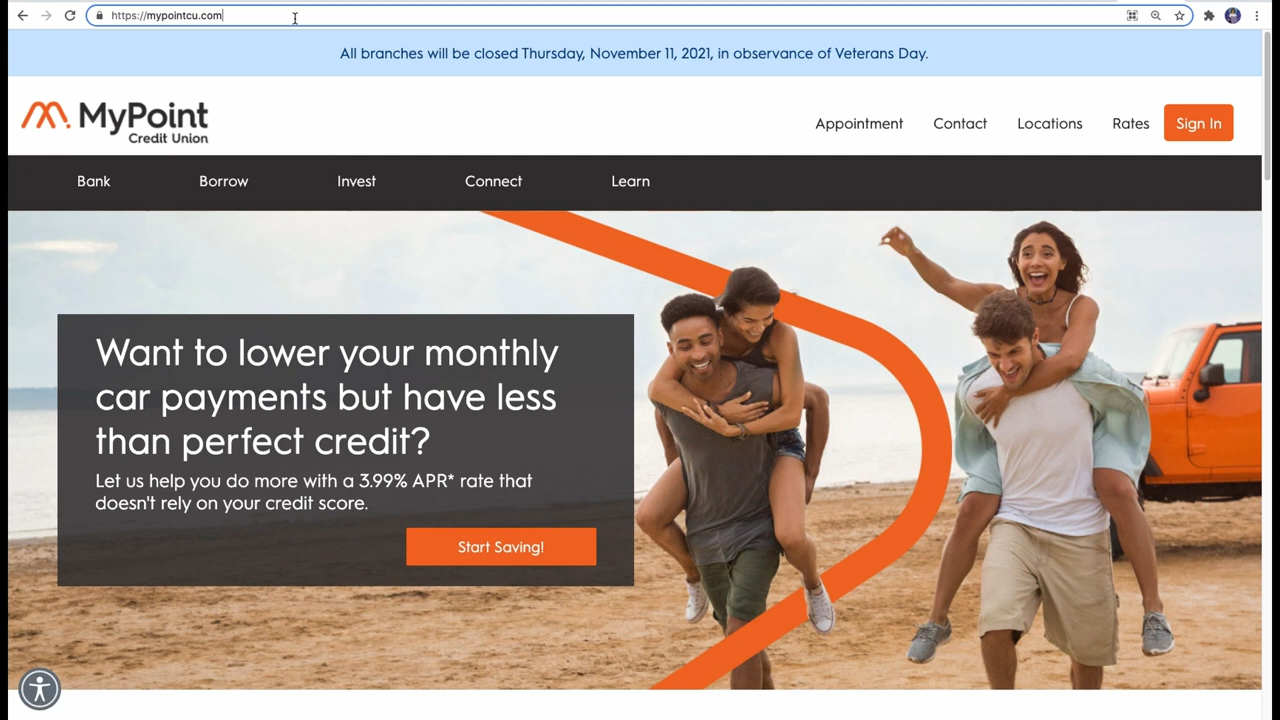 https://mypointcu.com
All branches will be closed Thursday, November 11, 2021, in observance of Veterans Day.
MyPoint
Credit Union
Appointment Contact Locations Rates Sign In
Bank Borrow Invest Connect Learn
Want to lower your monthly
car payments but have less
than perfect credit?
Let us help you do more with a 3.99% APR* rate that
doesn't rely on your credit score.
Start Saving!